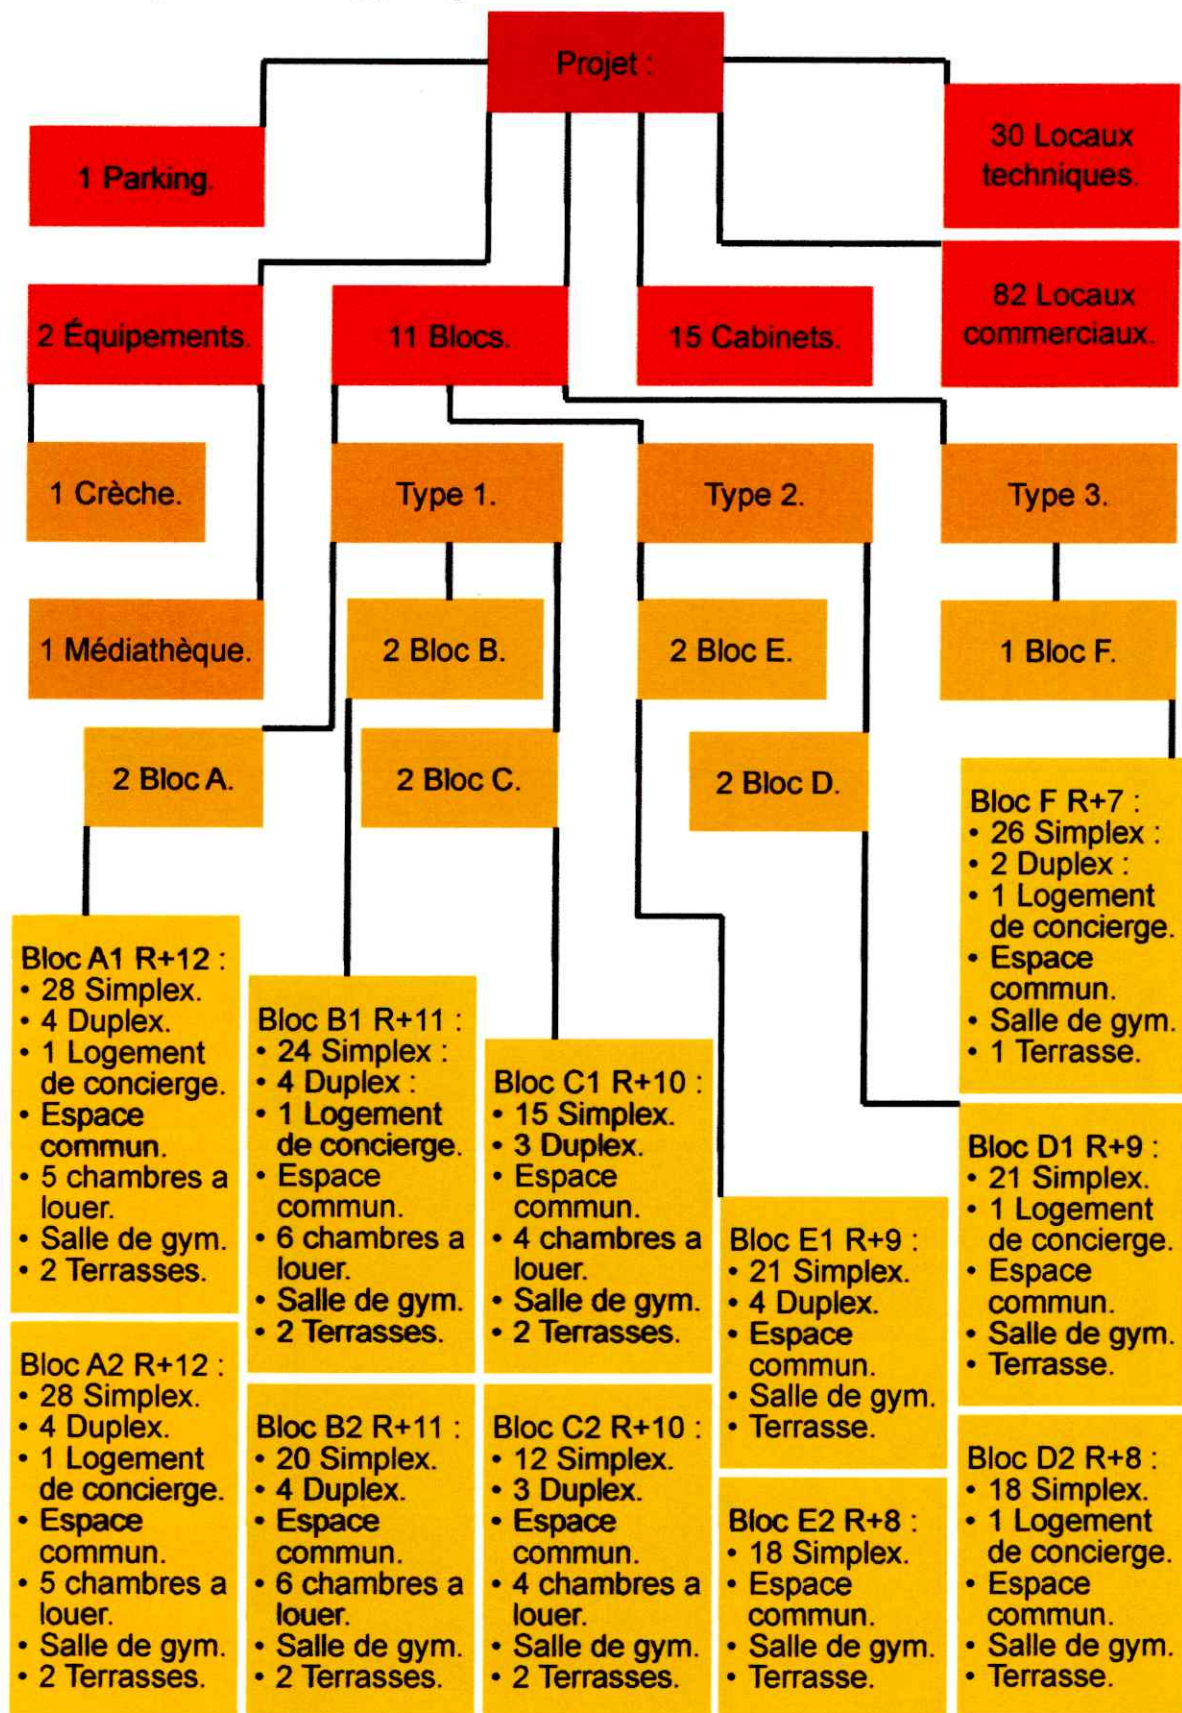 Projet :
1 Parking.
30 Locaux
techniques.
2 Équipements.
11 Blocs.
15 Cabinets.
82 Locaux
commerciaux.
1 Crèche.
Type 1.
Type 2.
Type 3.
1 Médiathèque.
2 Bloc B.
2 Bloc E.
1 Bloc F.
2 Bloc A.
2 Bloc C.
2 Bloc D.
Bloc F R+7 :
• 26 Simplex :
• 2 Duplex :
• 1 Logement
de concierge.
• Espace
commun.
• Salle de gym.
• 1 Terrasse.
Bloc A1 R+12 :
• 28 Simplex.
• 4 Duplex.
• 1 Logement
de concierge.
• Espace
commun.
• 5 chambres a
louer.
• Salle de gym.
• 2 Terrasses.
Bloc B1 R+11 :
• 24 Simplex :
• 4 Duplex :
• 1 Logement
de concierge.
• Espace
commun.
• 6 chambres a
louer.
• Salle de gym.
• 2 Terrasses.
Bloc C1 R+10 :
• 15 Simplex.
• 3 Duplex.
• Espace
commun.
• 4 chambres a
louer.
• Salle de gym.
• 2 Terrasses.
Bloc E1 R+9 :
• 21 Simplex.
• 4 Duplex.
• Espace
commun.
• Salle de gym.
• Terrasse.
Bloc D1 R+9 :
• 21 Simplex.
• 1 Logement
de concierge.
• Espace
commun.
• Salle de gym.
• Terrasse.
Bloc A2 R+12 :
• 28 Simplex.
• 4 Duplex.
• 1 Logement
de concierge.
• Espace
commun.
• 5 chambres a
louer.
• Salle de gym.
• 2 Terrasses.
Bloc B2 R+11 :
• 20 Simplex.
• 4 Duplex.
• Espace
commun.
• 6 chambres a
louer.
• Salle de gym.
• 2 Terrasses.
Bloc C2 R+10 :
• 12 Simplex.
• 3 Duplex.
• Espace
commun.
• 4 chambres a
louer.
• Salle de gym.
• 2 Terrasses.
Bloc E2 R+8 :
• 18 Simplex.
• Espace
commun.
• Salle de gym.
• Terrasse.
Bloc D2 R+8 :
• 18 Simplex.
• 1 Logement
de concierge.
• Espace
commun.
• Salle de gym.
• Terrasse.